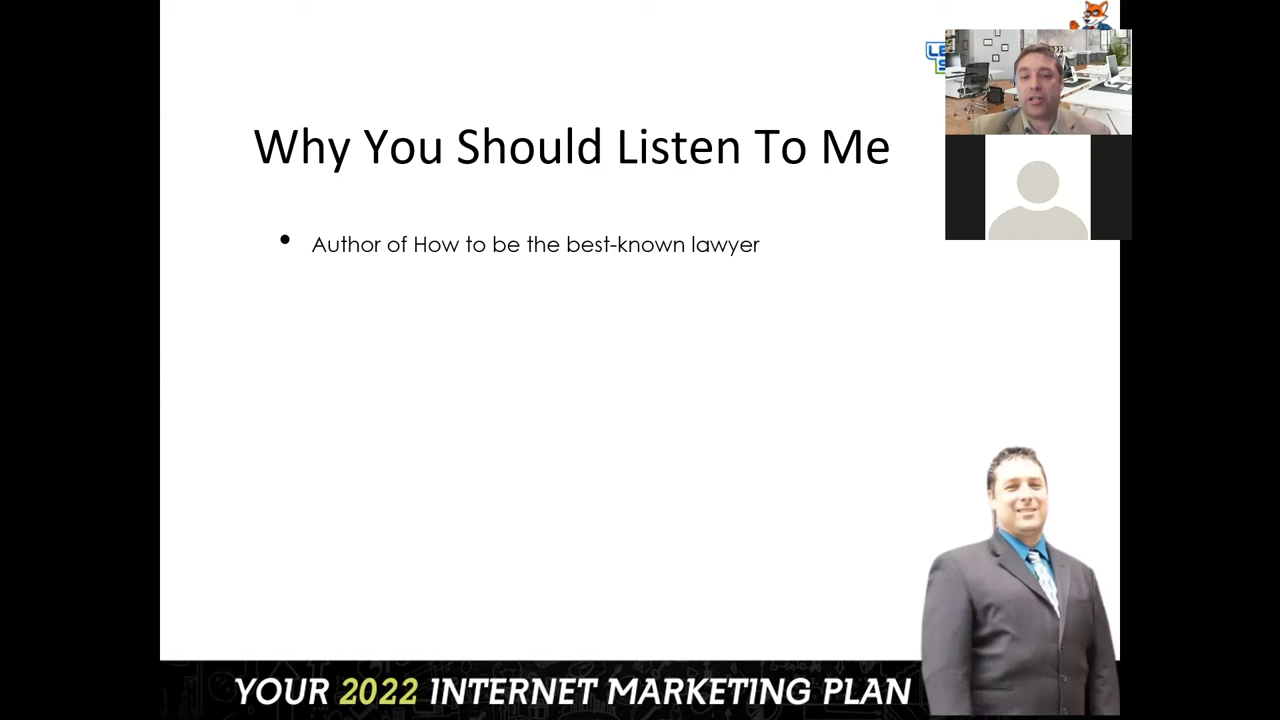 Why You Should Listen To Me
• Author of How to be the best-known lawyer
YOUR 2022 INTERNET MARKETING PLAN